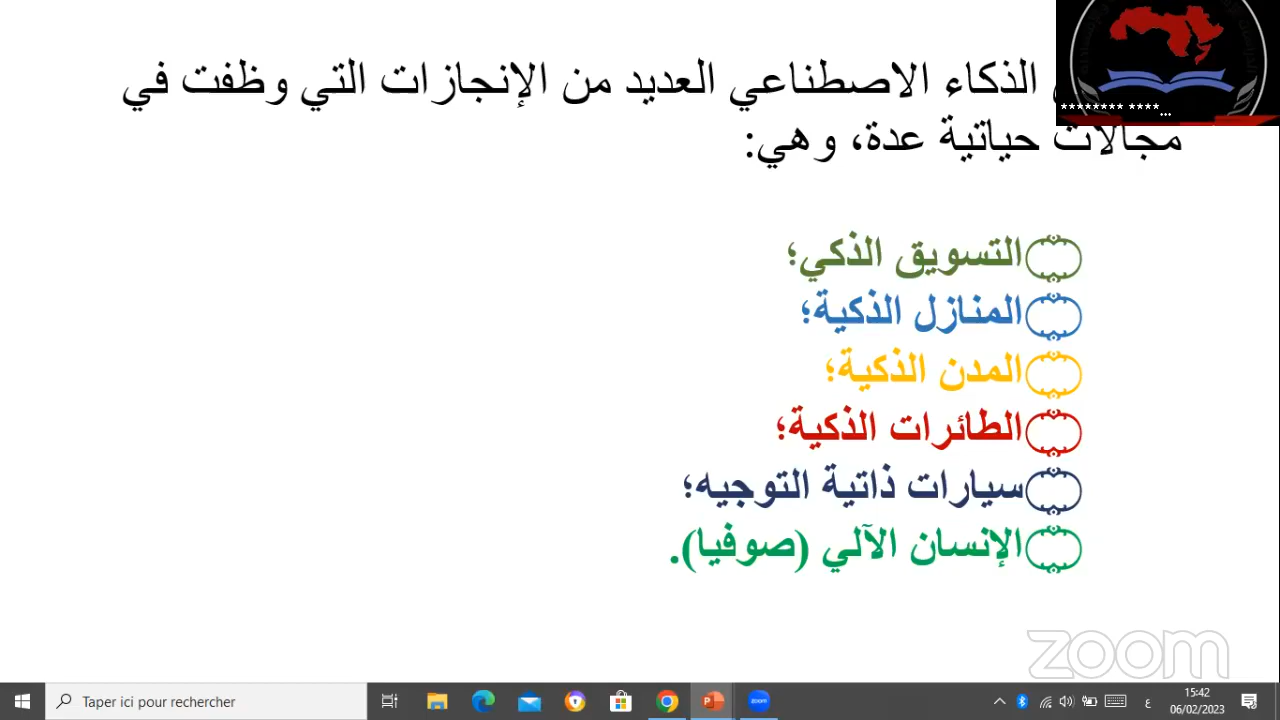 الذكاء الاصطناعي العديد من الإنجازات التي وظفت في
مجالات حياتية عدة، وهي:
التسويق الذكي؛
المنازل الذكية؛
المدن الذكية؛
الطائرات الذكية؛
سيارات ذاتية التوجيه؛
الإنسان الآلي (صوفيا).
******** ****...
zoom
Taper ici pour rechercher
zoom
ع
15:42
06/02/2023